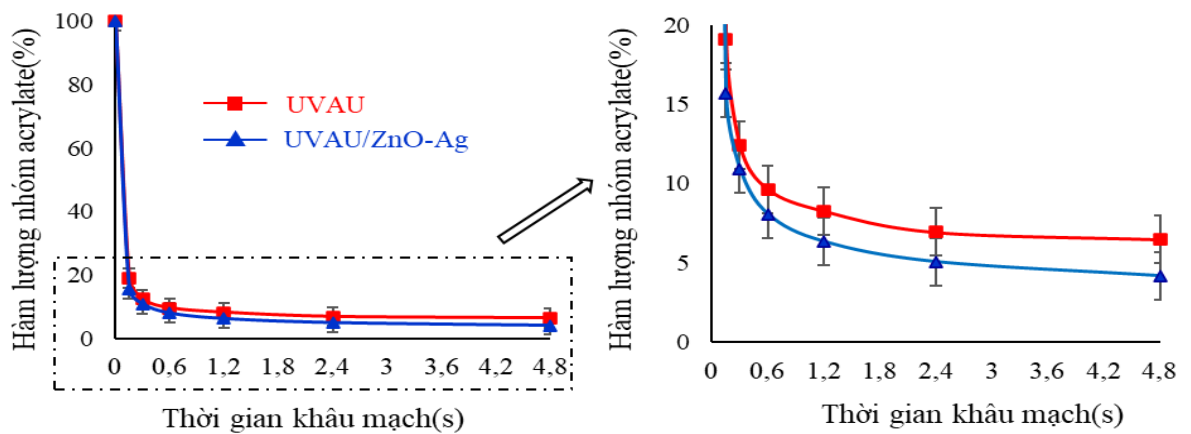 Hàm lượng nhóm acrylate(%)
100
80
60
40
20
0
UVAU
UVAU/ZnO-Ag
0 0,6 1,2 1,8 2,4 3 3,6 4,2 4,8
Thời gian khâu mạch(s)
Hàm lượng nhóm acrylate(%)
20
15
10
5
0
0 0,6 1,2 1,8 2,4 3 3,6 4,2 4,8
Thời gian khâu mạch(s)